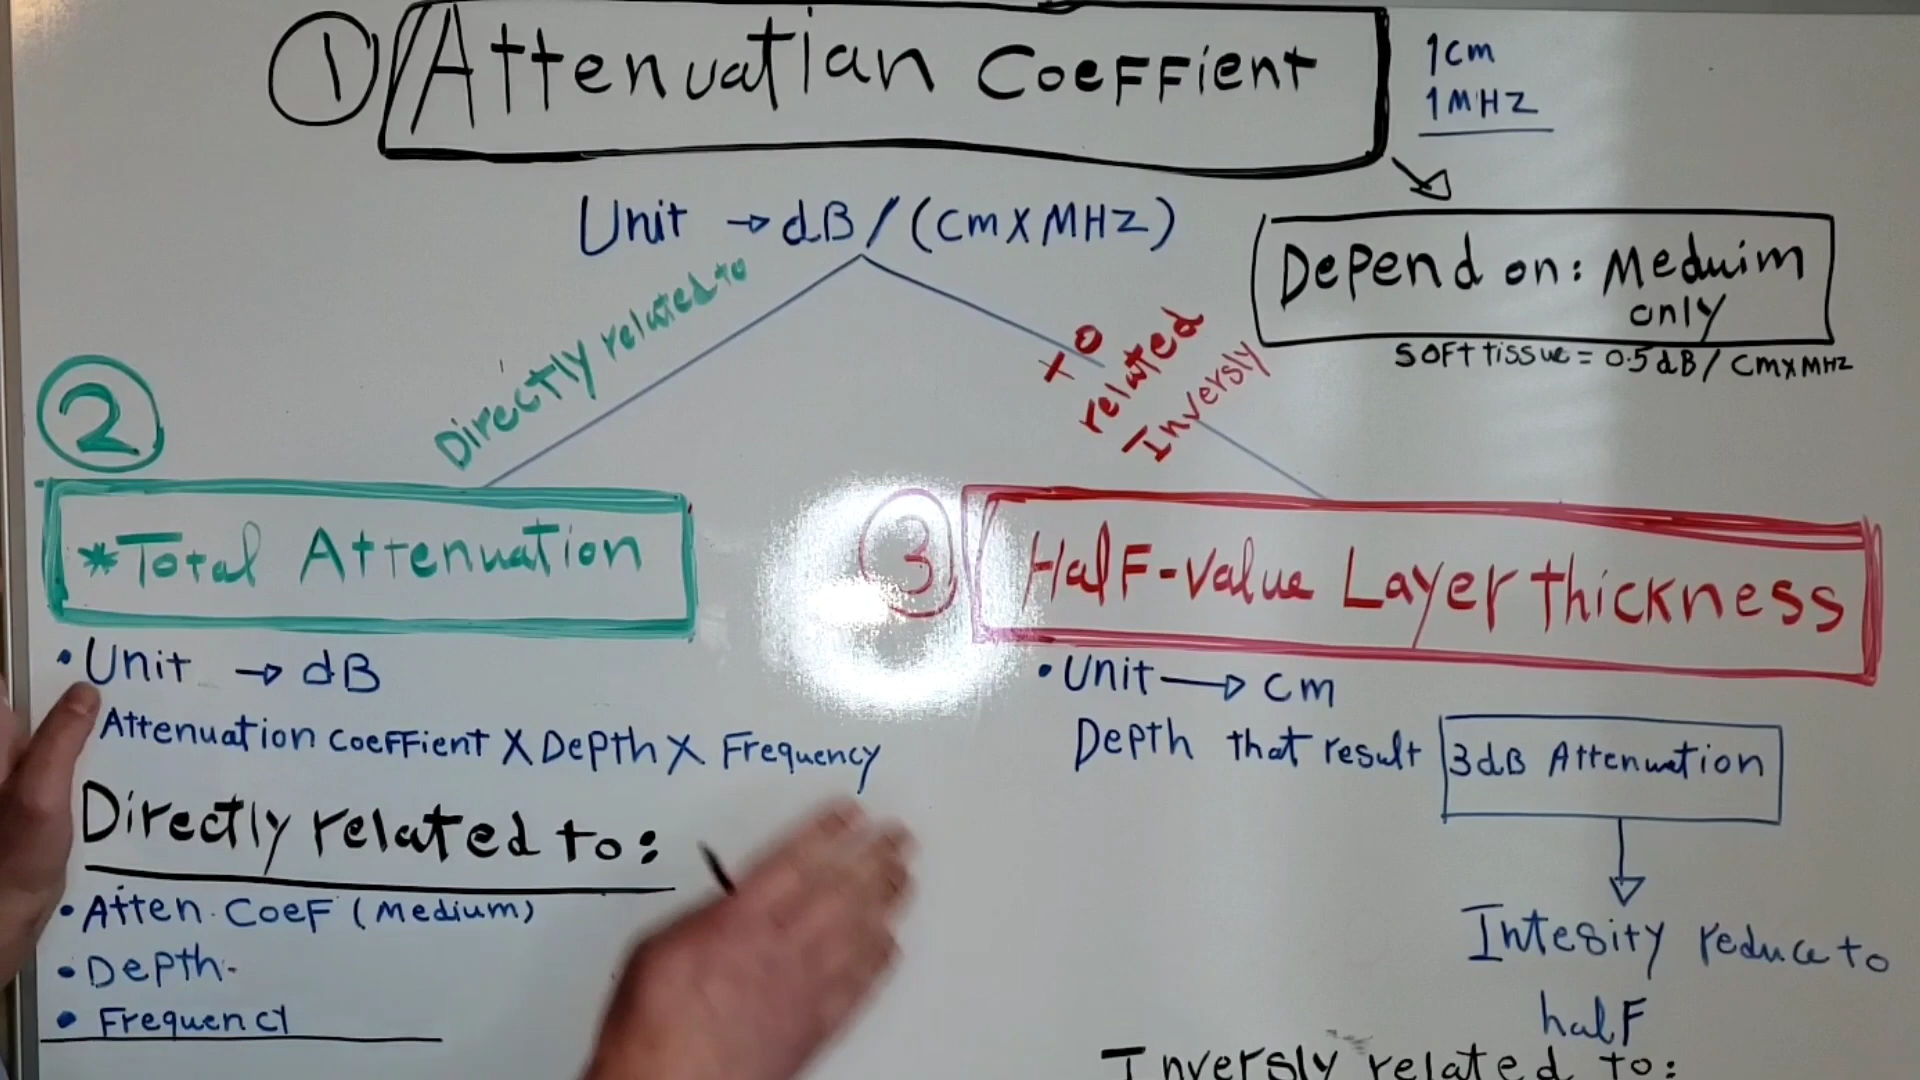 1 Attenuatian CoeFFient
1cm
1MHZ
Unit → dB/(cm X MHZ)
Depend on: Meduim
only
SOFT tissue = 0.5 dB/ CmxMHZ
Directly related to
to
related
Inversly
2
*Total Attenuation
3 HalF-value Layer thickness
• Unit → dB
Attenuation coeFFient X Depth X Frequency
Directly related to:
• Atten. CoeF (Medium)
• Depth.
• Frequency
• Unit → cm
Depth that result 3dB Attenuation
Intesity reduce to
halF
Inversly related to: